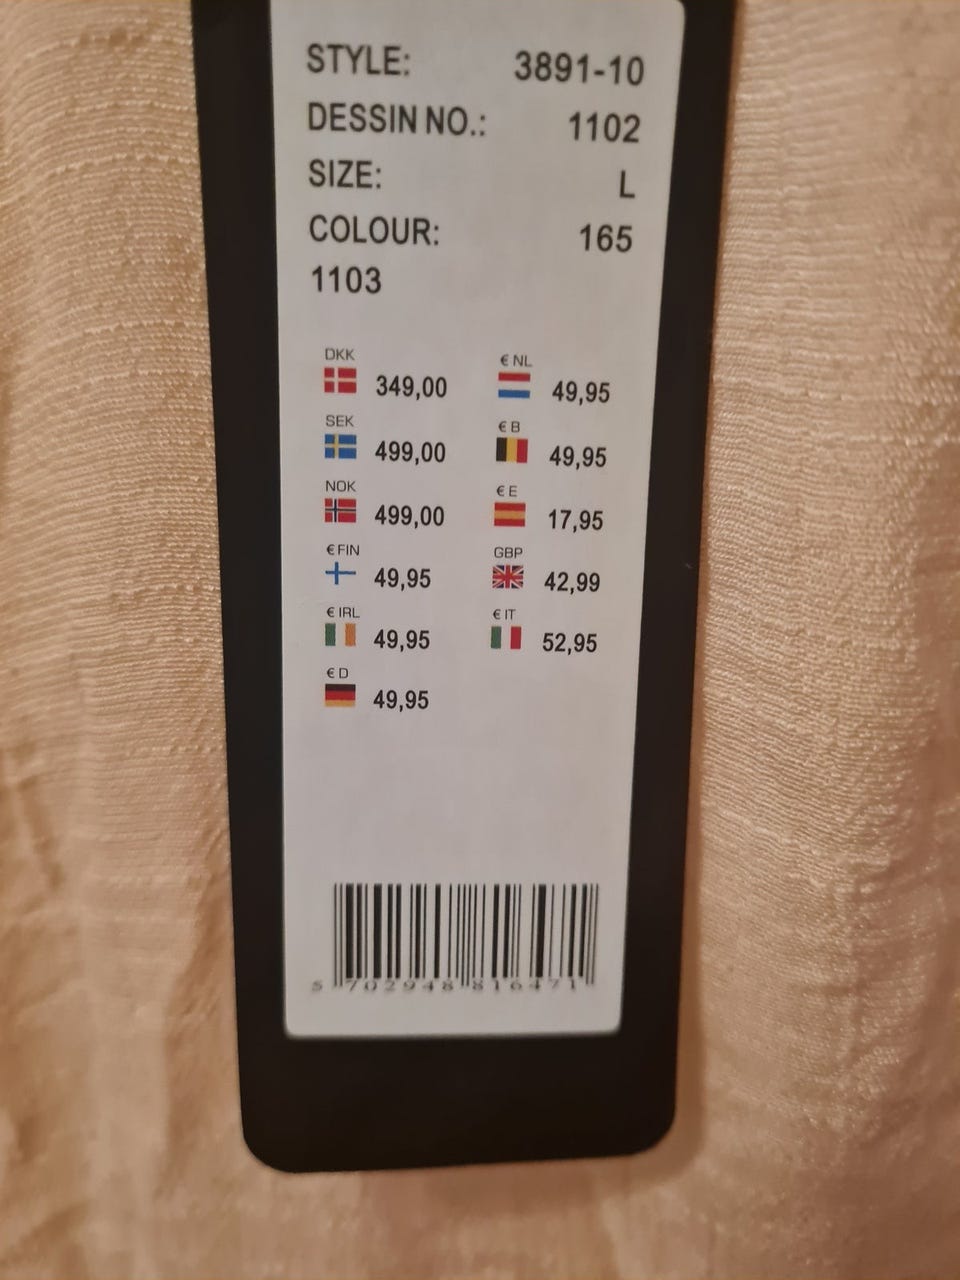 STYLE: 3891-10
DESSIN NO.: 1102
SIZE: L
COLOUR: 165
1103
DKK
349,00
SEK
499,00
NOK
499,00
€ FIN
49,95
€ IRL
49,95
€ D
49,95
€ NL
49,95
€ B
49,95
€ E
17,95
GBP
42,99
€ IT
52,95
5 702948 816471